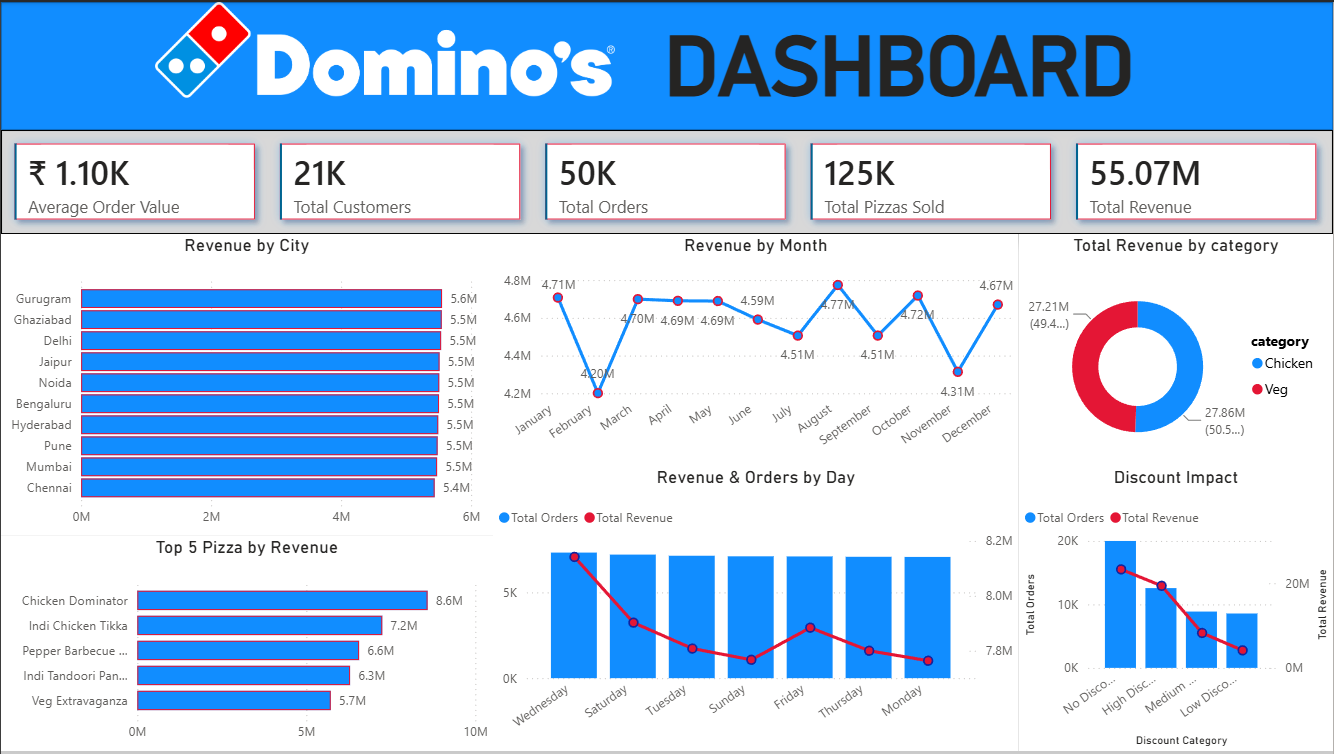 Domino's® DASHBOARD
₹ 1.10K
Average Order Value
21K
Total Customers
50K
Total Orders
125K
Total Pizzas Sold
55.07M
Total Revenue
Revenue by City
Gurugram 5.6M
Ghaziabad 5.5M
Delhi 5.5M
Jaipur 5.5M
Noida 5.5M
Bengaluru 5.5M
Hyderabad 5.5M
Pune 5.5M
Mumbai 5.5M
Chennai 5.4M
0M 2M 4M 6M
Top 5 Pizza by Revenue
Chicken Dominator 8.6M
Indi Chicken Tikka 7.2M
Pepper Barbecue ... 6.6M
Indi Tandoori Pan... 6.3M
Veg Extravaganza 5.7M
0M 5M 10M
Revenue by Month
4.8M
4.6M
4.4M
4.2M
4.71M
4.20M
4.70M
4.69M
4.69M
4.59M
4.51M
4.77M
4.51M
4.72M
4.31M
4.67M
January
February
March
April
May
June
July
August
September
October
November
December
Revenue & Orders by Day
Total Orders Total Revenue
5K
0K
8.2M
8.0M
7.8M
Wednesday
Saturday
Tuesday
Sunday
Friday
Thursday
Monday
Total Revenue by category
27.21M
(49.4...)
27.86M
(50.5...)
category
Chicken
Veg
Discount Impact
Total Orders Total Revenue
Total Orders
20K
10K
0K
20M
0M
Total Revenue
No Disco...
High Disc...
Medium ...
Low Disco...
Discount Category